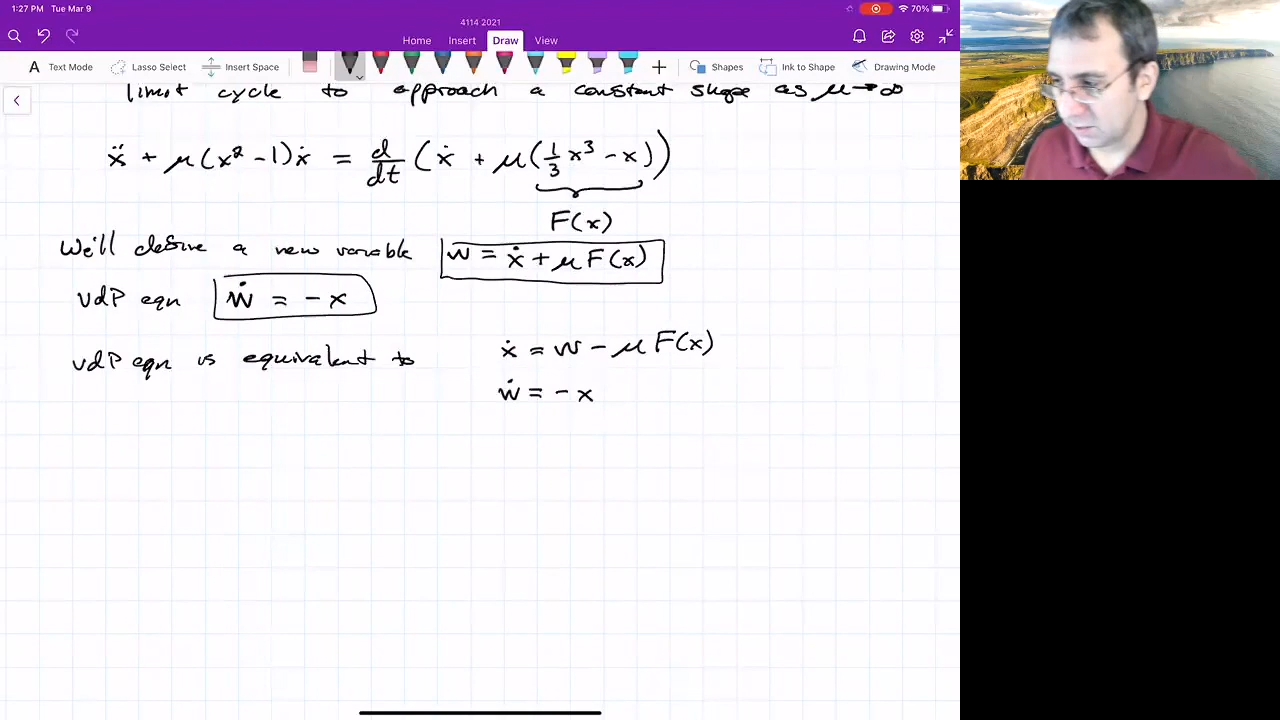 1:27 PM Tue Mar 9
70%
4114 2021
Home Insert Draw View
Text Mode Lasso Select Insert Space Shapes Ink to Shape Drawing Mode
limit cycle to approach a constant shape as μ→∞
ẍ + μ(x² -1)ẋ = d/dt (ẋ + μ(1/3 x³ - x))
F(x)
We'll define a new variable w = ẋ + μ F(x)
vdP eqn ẇ = - x
vdP eqn is equivalent to ẋ = w - μ F(x)
ẇ = - x